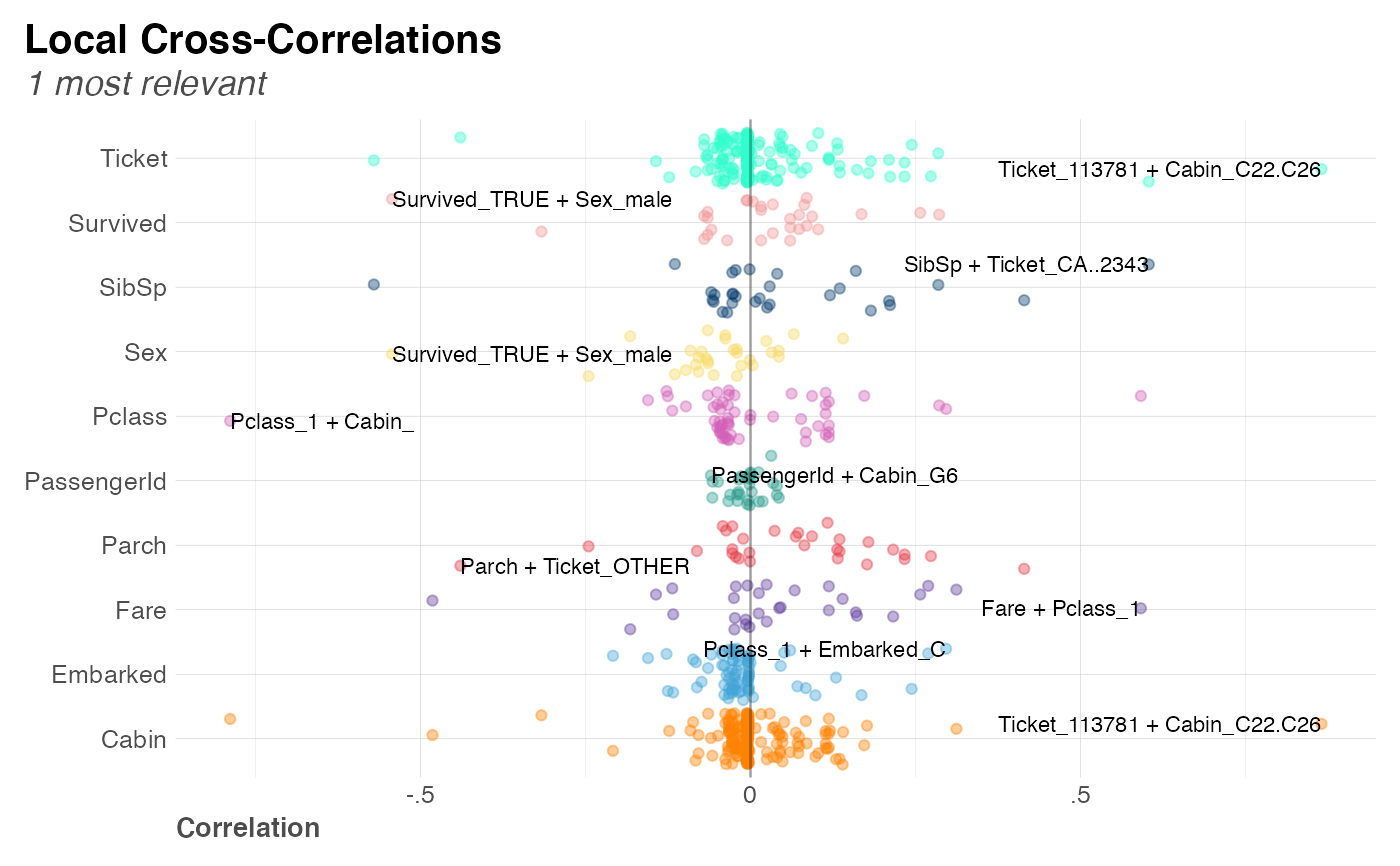 Local Cross-Correlations
1 most relevant
Ticket
Ticket_113781 + Cabin_C22.C26
Survived
Survived_TRUE + Sex_male
SibSp
SibSp + Ticket_CA..2343
Sex
Survived_TRUE + Sex_male
Pclass
Pclass_1 + Cabin_
PassengerId
PassengerId + Cabin_G6
Parch
Parch + Ticket_OTHER
Fare
Fare + Pclass_1
Embarked
Pclass_1 + Embarked_C
Cabin
Ticket_113781 + Cabin_C22.C26
-.5 0 .5
Correlation